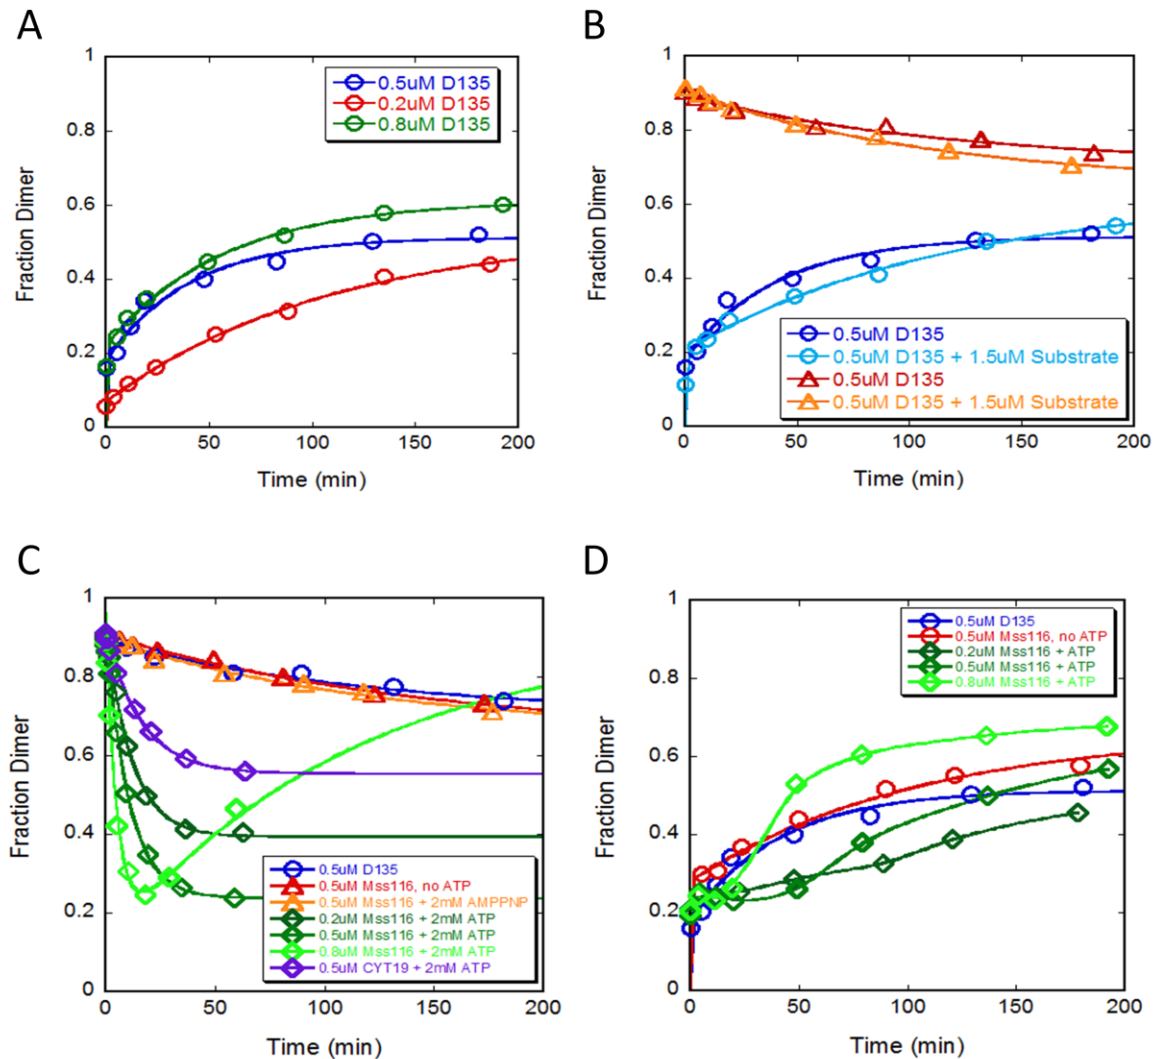 A
1
0.5uM D135
0.2uM D135
0.8uM D135
0.8
0.6
0.4
0.2
0
Fraction Dimer
0 50 100 150 200
Time (min)
B
1
0.8
0.6
0.4
0.2
0
Fraction Dimer
0.5uM D135
0.5uM D135 + 1.5uM Substrate
0.5uM D135
0.5uM D135 + 1.5uM Substrate
0 50 100 150 200
Time (min)
C
1
0.8
0.6
0.4
0.2
0
Fraction Dimer
0.5uM D135
0.5uM Mss116, no ATP
0.5uM Mss116 + 2mM AMPPNP
0.2uM Mss116 + 2mM ATP
0.5uM Mss116 + 2mM ATP
0.8uM Mss116 + 2mM ATP
0.5uM CYT19 + 2mM ATP
0 50 100 150 200
Time (min)
D
1
0.5uM D135
0.5uM Mss116, no ATP
0.2uM Mss116 + ATP
0.5uM Mss116 + ATP
0.8uM Mss116 + ATP
0.8
0.6
0.4
0.2
0
Fraction Dimer
0 50 100 150 200
Time (min)